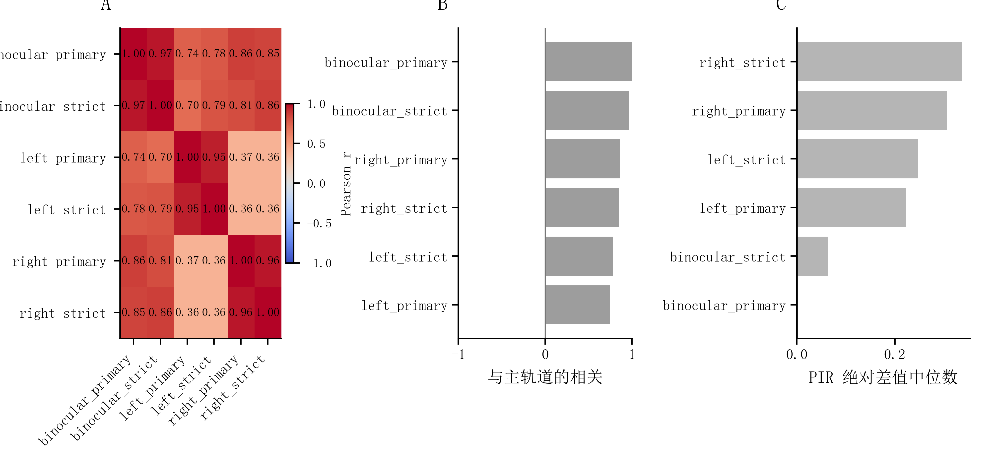 A
nocular primary
inocular strict
left primary
left strict
right primary
right strict
1.00 0.97 0.74 0.78 0.86 0.85
0.97 1.00 0.70 0.79 0.81 0.86
0.74 0.70 1.00 0.95 0.37 0.36
0.78 0.79 0.95 1.00 0.36 0.36
0.86 0.81 0.37 0.36 1.00 0.96
0.85 0.86 0.36 0.36 0.96 1.00
binocular_primary
binocular_strict
left_primary
left_strict
right_primary
right_strict
1.0
0.5
0.0
-0.5
-1.0
Pearson r
B
binocular_primary
binocular_strict
right_primary
right_strict
left_strict
left_primary
-1 0 1
与主轨道的相关
C
right_strict
right_primary
left_strict
left_primary
binocular_strict
binocular_primary
0.0 0.2
PIR 绝对差值中位数